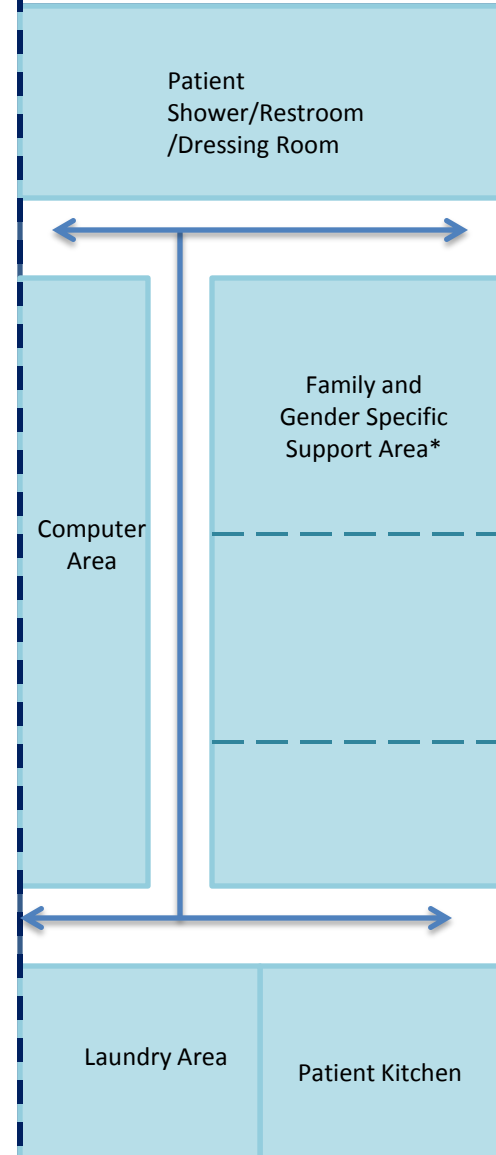 Patient
Shower/Restroom
/Dressing Room
Family and
Gender Specific
Support Area*
Computer
Area
Laundry Area
Patient Kitchen